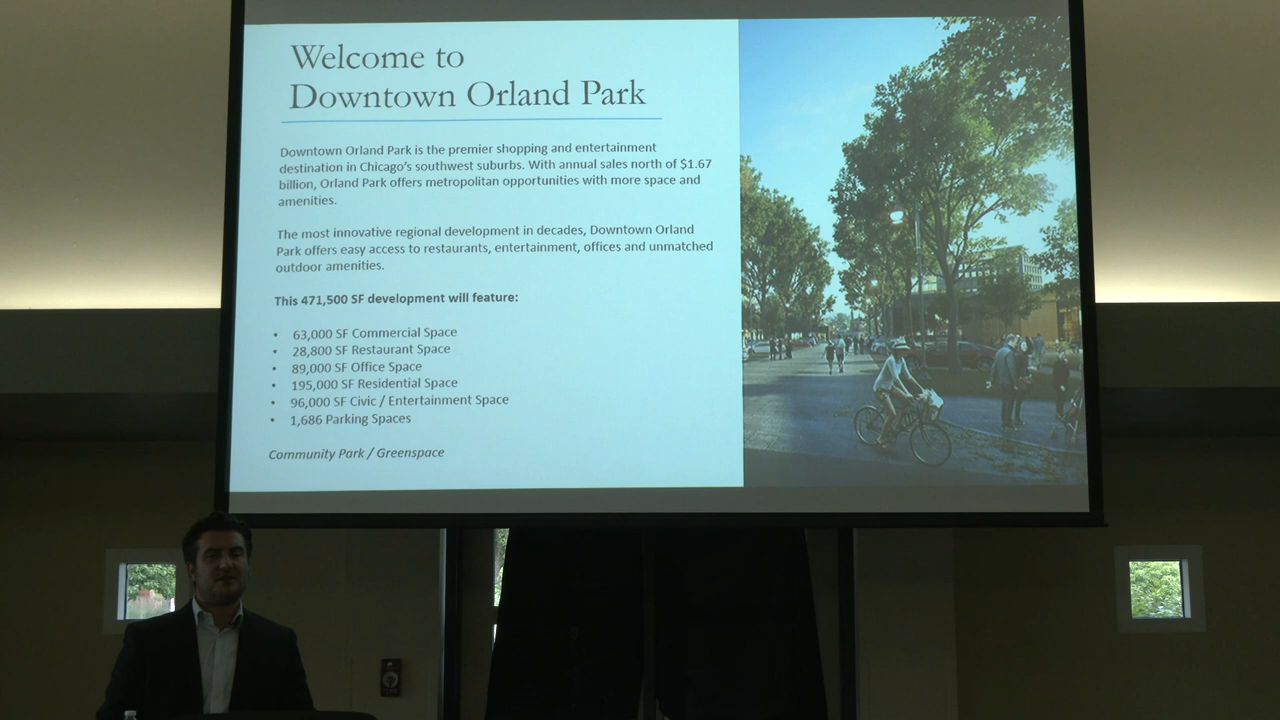 Welcome to
Downtown Orland Park
Downtown Orland Park is the premier shopping and entertainment
destination in Chicago's southwest suburbs. With annual sales north of $1.67
billion, Orland Park offers metropolitan opportunities with more space and
amenities.
The most innovative regional development in decades, Downtown Orland
Park offers easy access to restaurants, entertainment, offices and unmatched
outdoor amenities.
This 471,500 SF development will feature:
• 63,000 SF Commercial Space
• 28,800 SF Restaurant Space
• 89,000 SF Office Space
• 195,000 SF Residential Space
• 96,000 SF Civic / Entertainment Space
• 1,686 Parking Spaces
Community Park / Greenspace